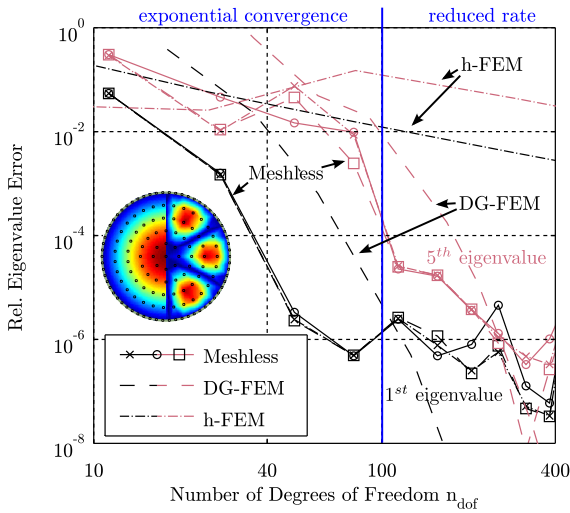 exponential convergence reduced rate
10^0
10^-2
10^-4
10^-6
10^-8
Rel. Eigenvalue Error
h-FEM
Meshless
DG-FEM
5^th eigenvalue
1^st eigenvalue
Meshless
DG-FEM
h-FEM
10 40 100 400
Number of Degrees of Freedom n_dof